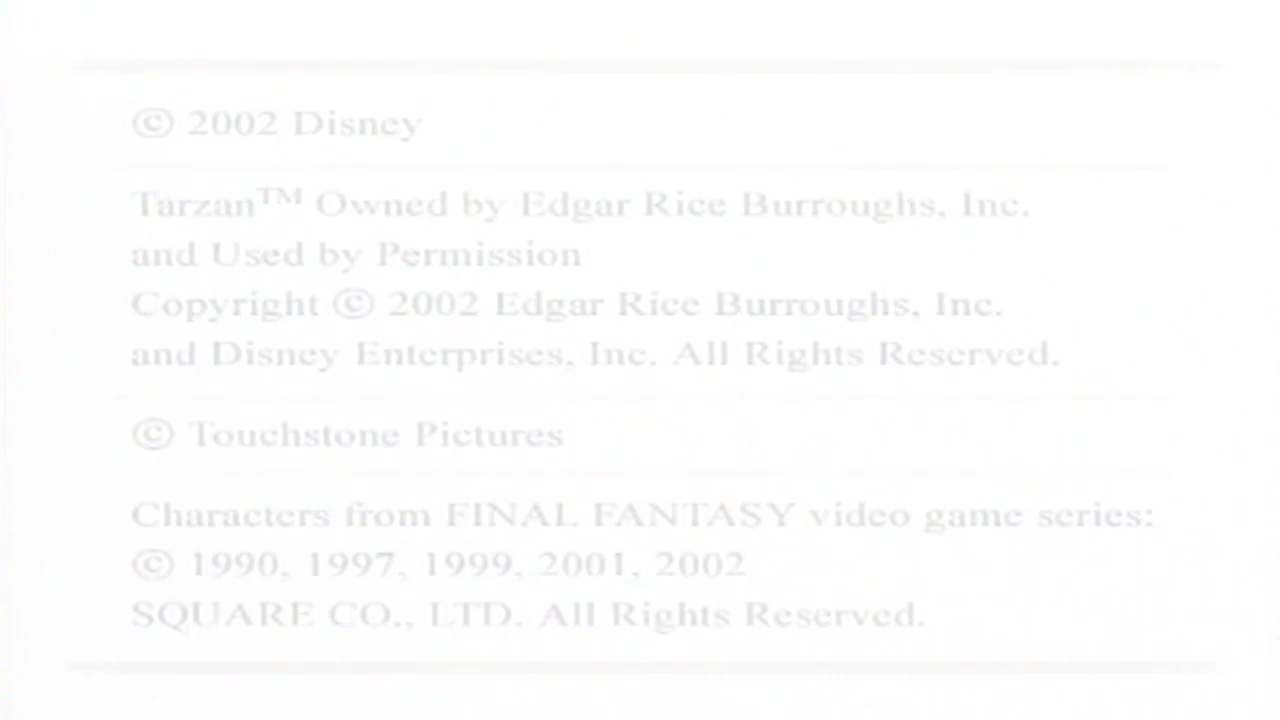 © 2002 Disney
Tarzan™ Owned by Edgar Rice Burroughs, Inc.
and Used by Permission
Copyright © 2002 Edgar Rice Burroughs, Inc.
and Disney Enterprises, Inc. All Rights Reserved.
© Touchstone Pictures
Characters from FINAL FANTASY video game series:
© 1990, 1997, 1999, 2001, 2002
SQUARE CO., LTD. All Rights Reserved.